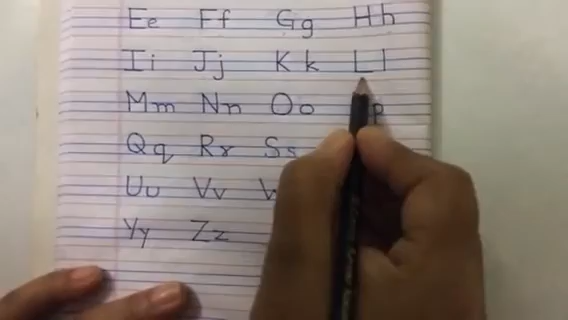 Ee Ff Gg Hh
Ii Jj Kk Ll
Mm Nn Oo p
Qq Rr Ss
Uu Vv
Yy Zz